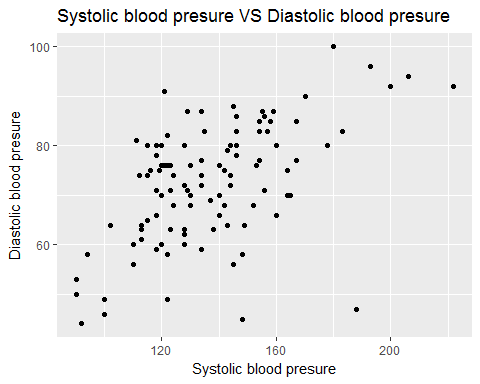 Systolic blood presure VS Diastolic blood presure
100
80
60
Diastolic blood presure
120
160
200
Systolic blood presure